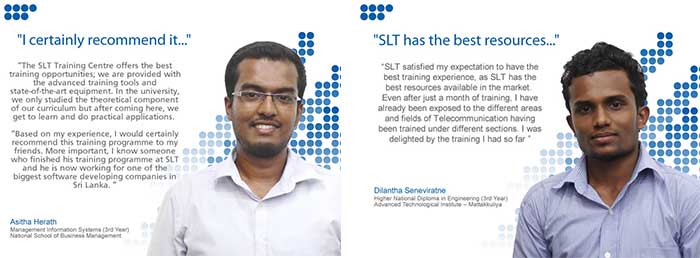 "I certainly recommend it..."
"The SLT Training Centre offers the best
training opportunities; we are provided with
the advanced training tools and
state-of-the-art equipment. In the university,
we only studied the theoretical component
of our curriculum but after coming here, we
get to learn and do practical applications.
"Based on my experience, I would certainly
recommend this training programme to my
friends. More important, I know someone
who finished his training programme at SLT
and he is now working for one of the
biggest software developing companies in
Sri Lanka. "
Asitha Herath
Management Information Systems (3rd Year)
National School of Business Management
"SLT has the best resources..."
"SLT satisfied my expectation to have the
best training experience, as SLT has the
best resources available in the market.
Even after just a month of training, I have
already been exposed to the different areas
and fields of Telecommunication having
been trained under different sections. I was
delighted by the training I had so far "
Dilantha Seneviratne
Higher National Diploma in Engineering (3rd Year)
Advanced Technological Institute – Mattakkuliya